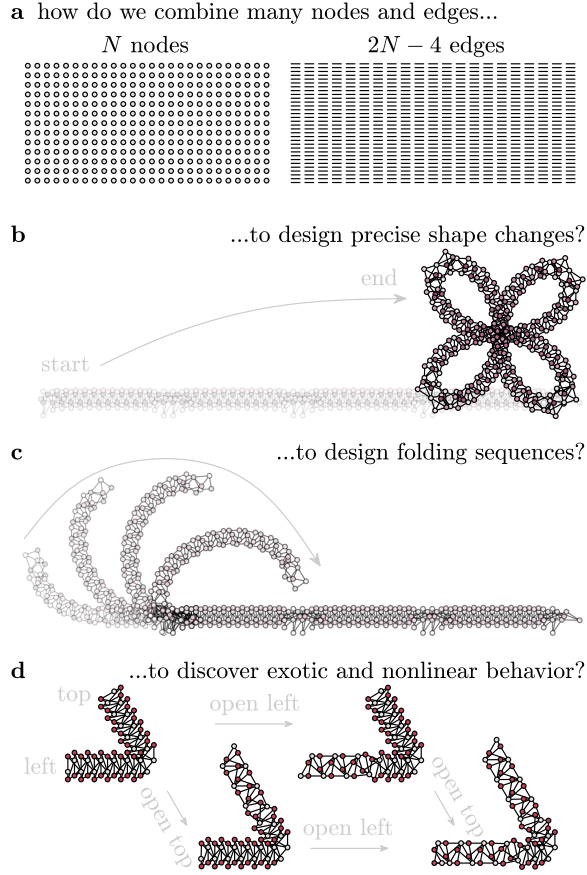 a how do we combine many nodes and edges...
N nodes
2N − 4 edges
b ...to design precise shape changes?
end
start
c ...to design folding sequences?
d ...to discover exotic and nonlinear behavior?
top
open left
left
open top
open top
open left